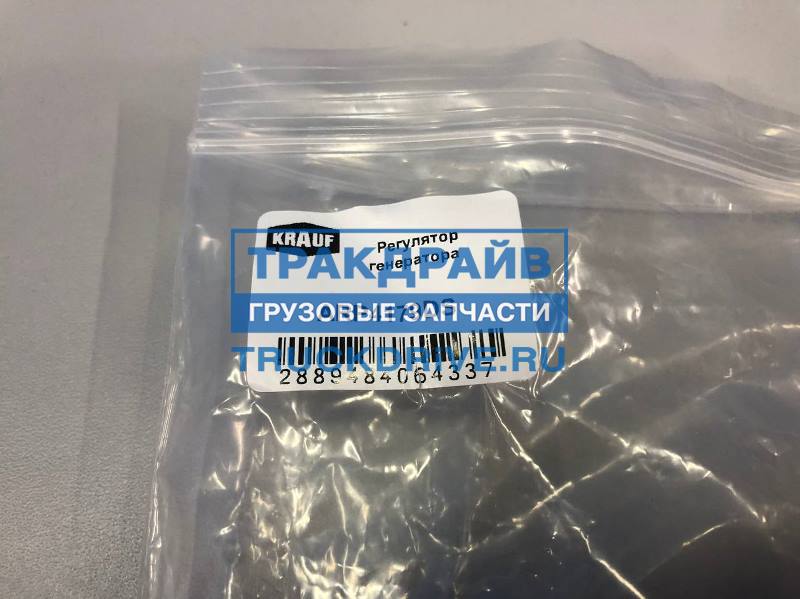 KRAUF
Регулятор
генератора
ТРАКДРАЙВ
ГРУЗОВЫЕ ЗАПЧАСТИ
TRUCKDRIVE.RU
2889484064337